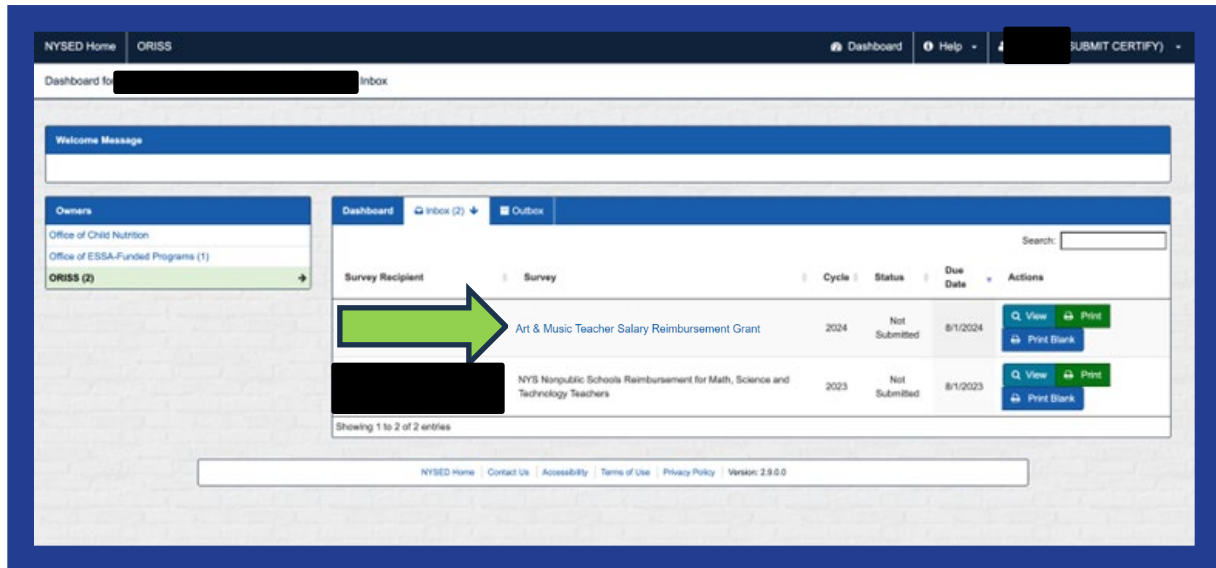 NYSED Home ORISS Dashboard Help SUBMIT CERTIFY)
Dashboard for Inbox
Welcome Message
Owners
Office of Child Nutrition
Office of ESSA-Funded Programs (1)
ORISS (2)
Dashboard Inbox (2) Outbox
Search:
Survey Recipient Survey Cycle Status Due Date Actions
Art & Music Teacher Salary Reimbursement Grant 2024 Not Submitted 8/1/2024 View Print
Print Blank
NYS Nonpublic Schools Reimbursement for Math, Science and
Technology Teachers 2023 Not Submitted 8/1/2023 View Print
Print Blank
Showing 1 to 2 of 2 entries
NYSED Home Contact Us Accessibility Terms of Use Privacy Policy Version: 2.9.0.0